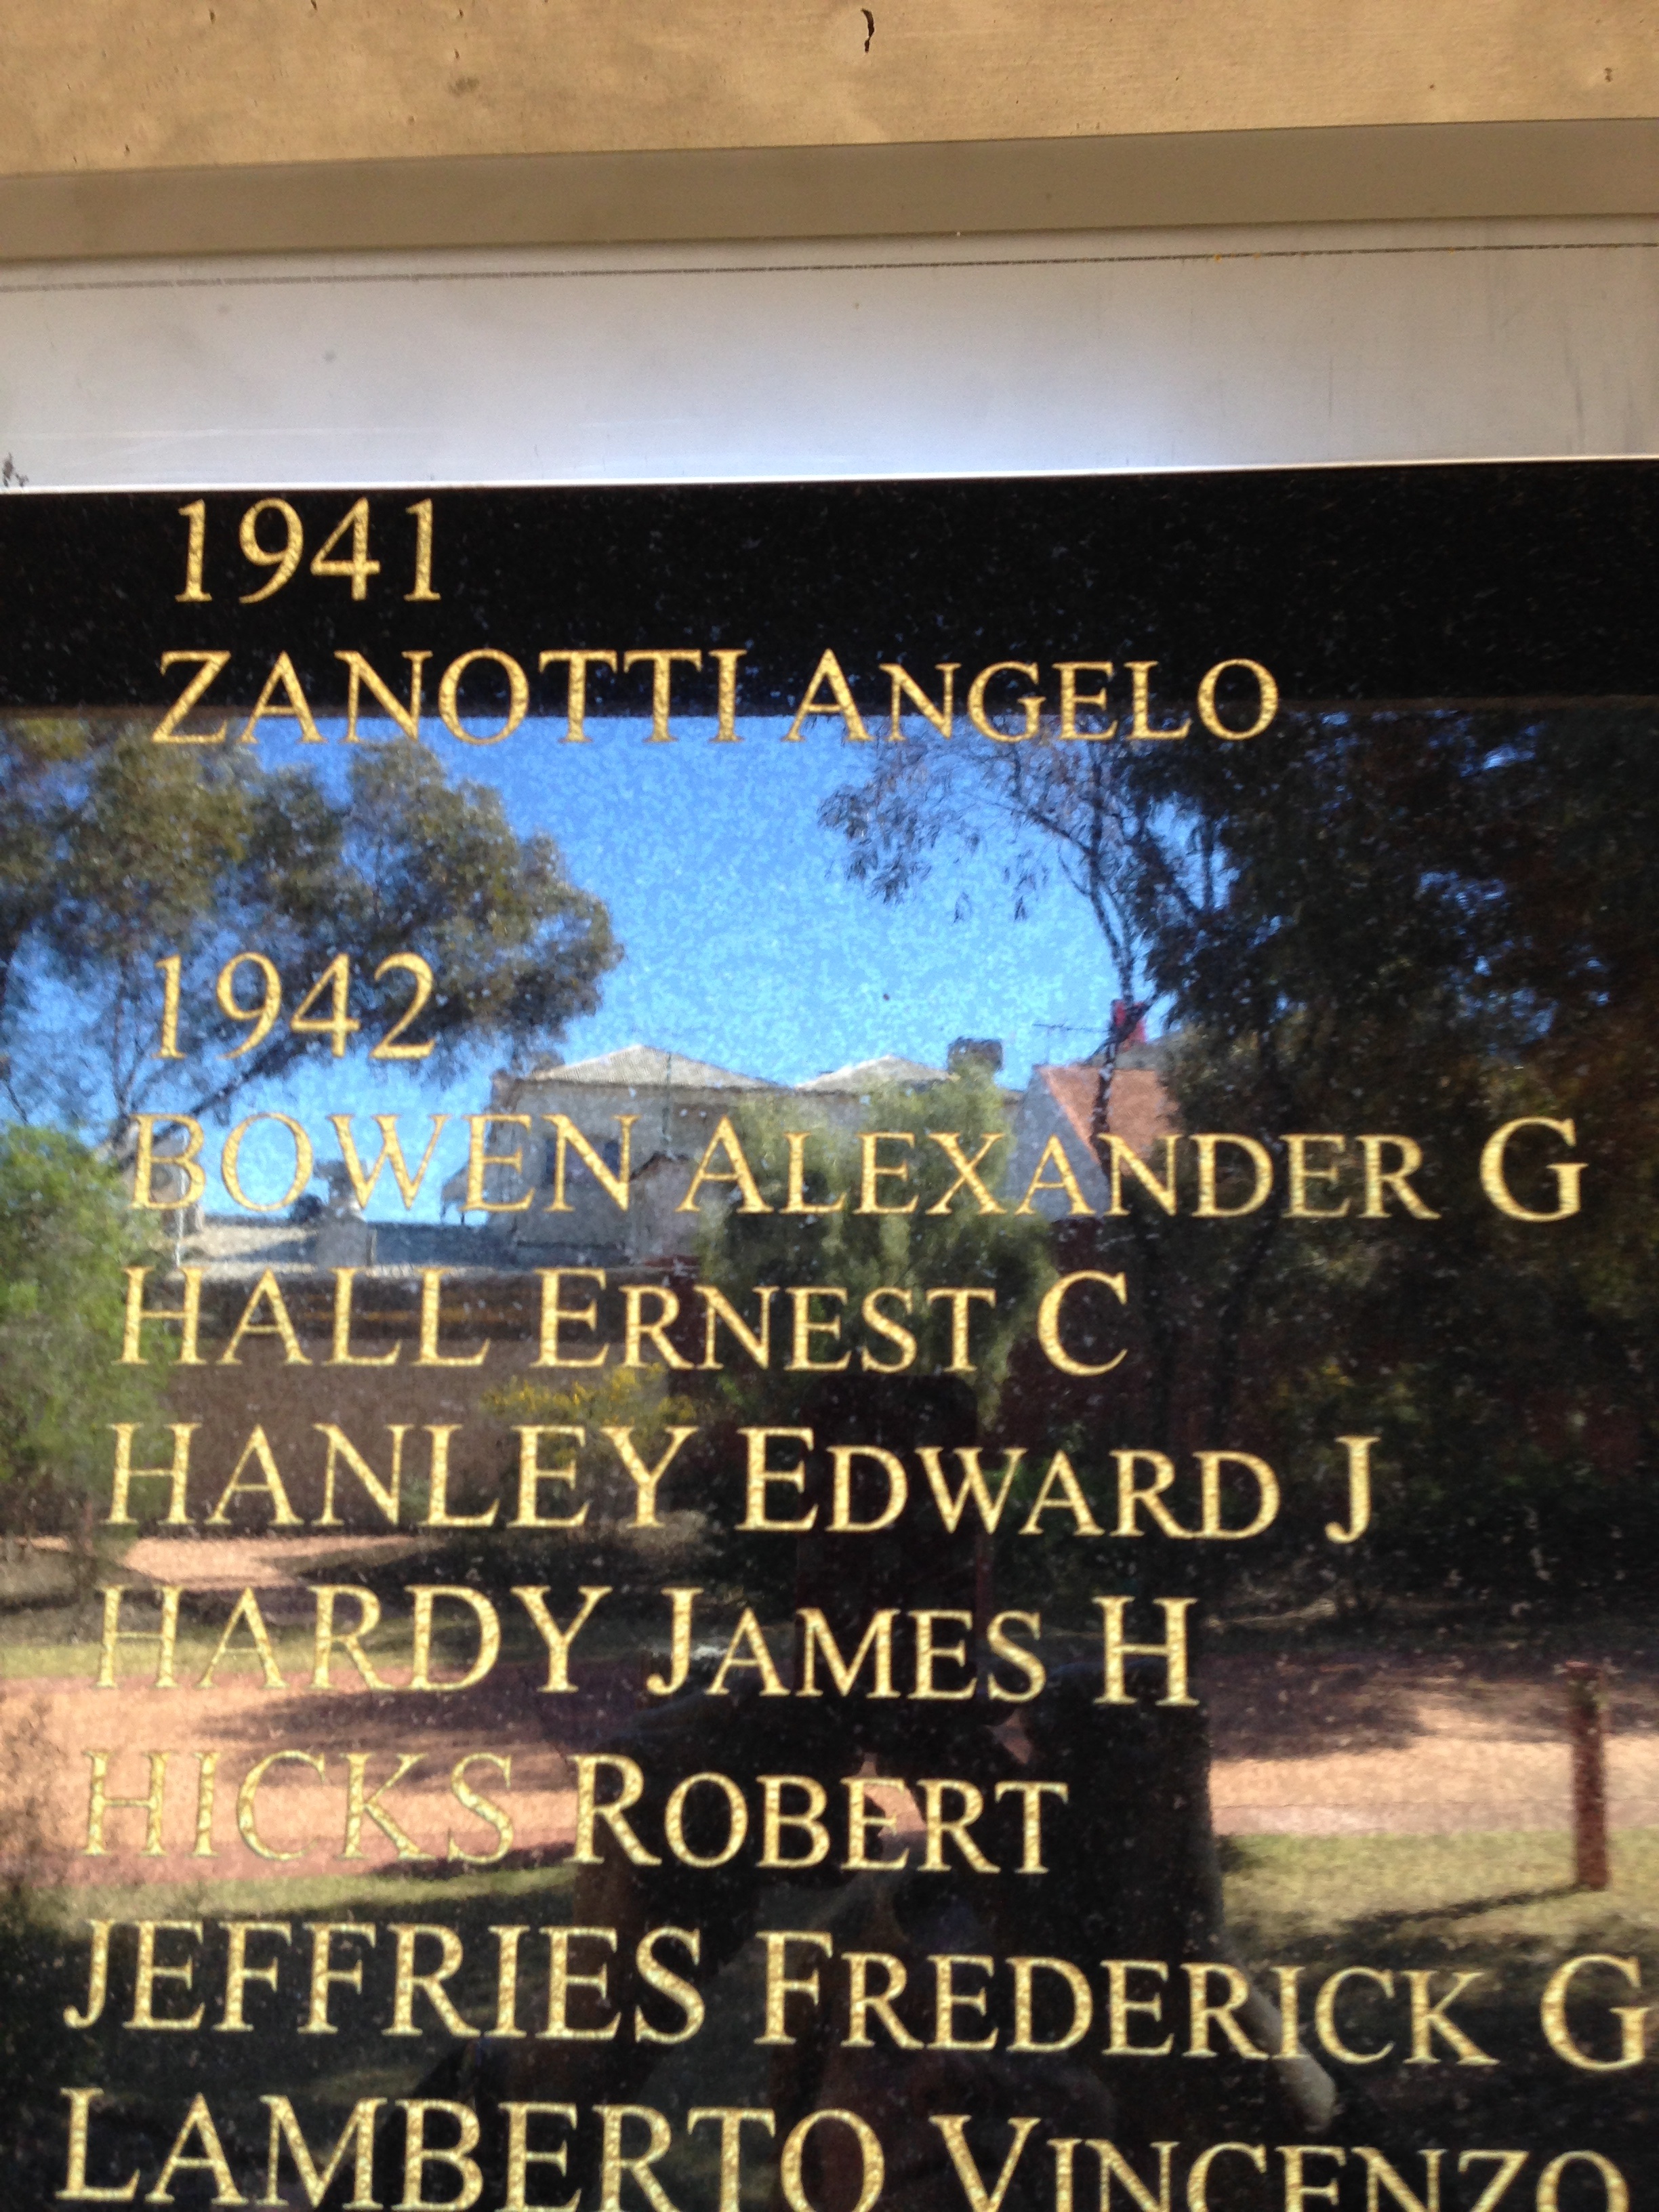 1941
ZANOTTI ANGELO
1942
BOWEN ALEXANDER G
HALL ERNEST C
HANLEY EDWARD J
HARDY JAMES H
HICKS ROBERT
JEFFRIES FREDERICK G
LAMBERTO VINCENZO